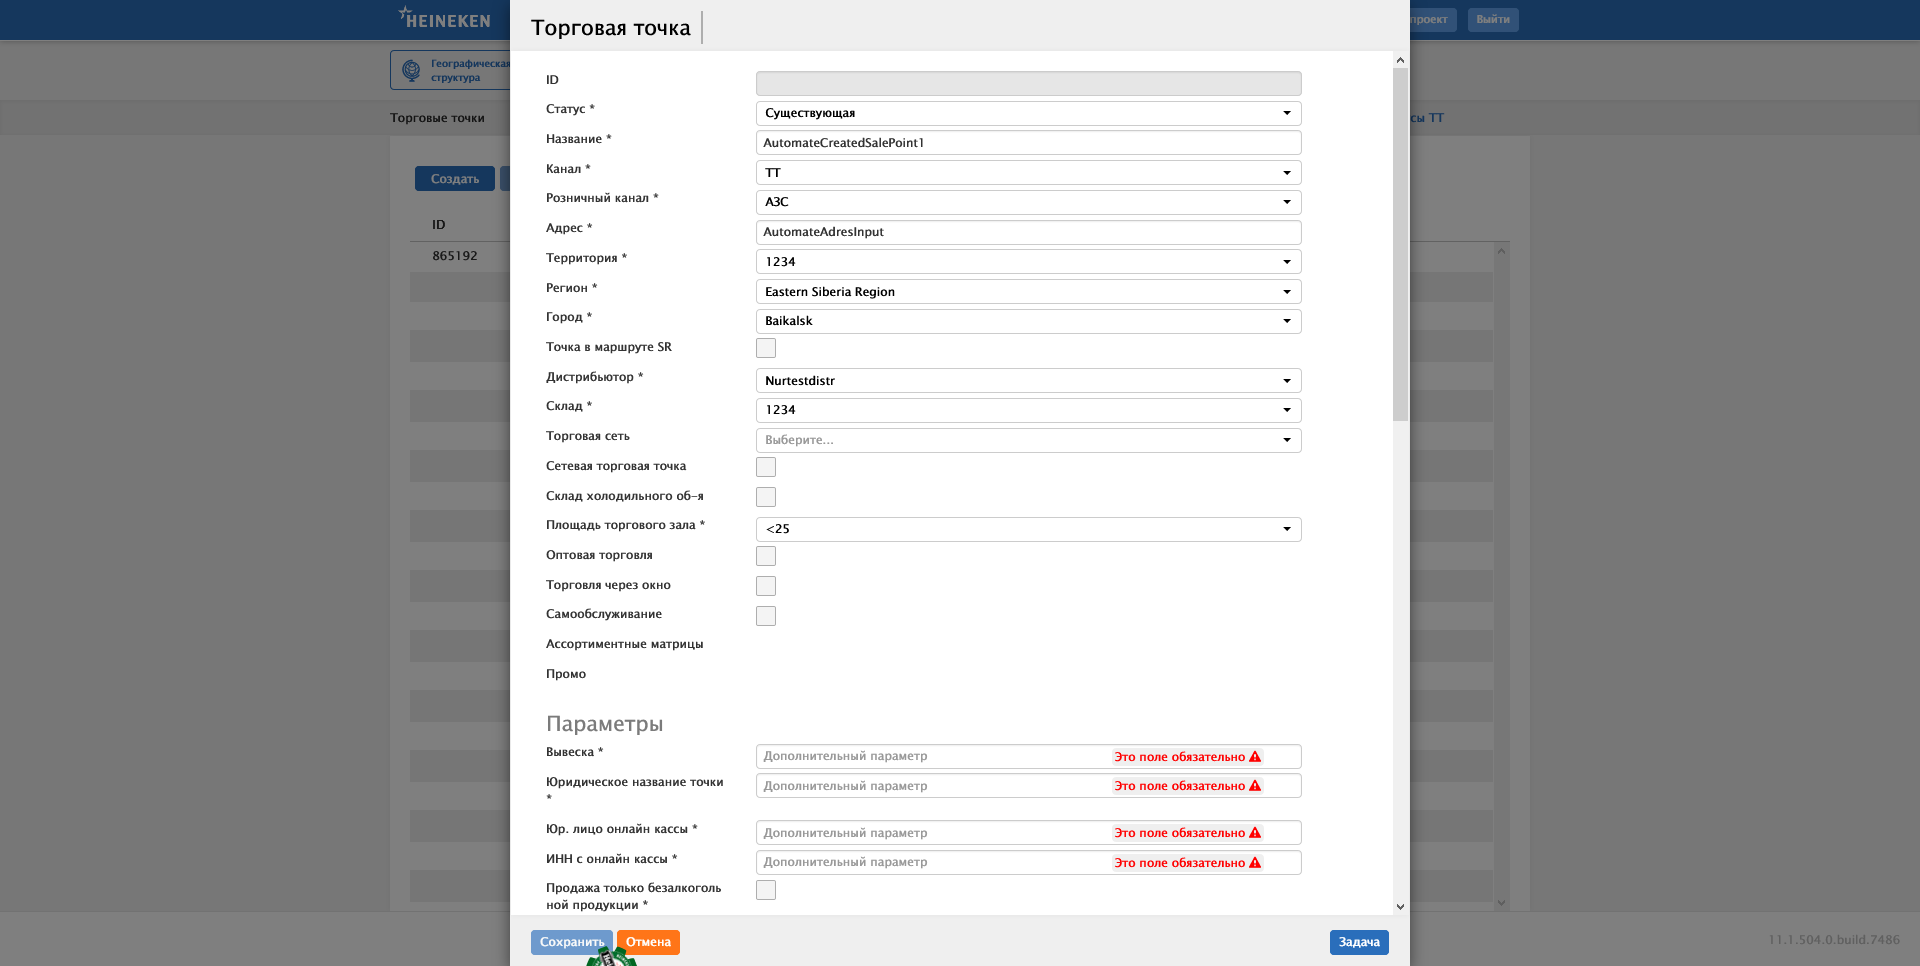 HEINEKEN
проект
Выйти
Торговая точка
Географическая
структура
Торговые точки
сы ТТ
Создать
ID
865192
ID
Статус *
Существующая
Название *
AutomateCreatedSalePoint1
Канал *
ТТ
Розничный канал *
АЗС
Адрес *
AutomateAdresInput
Территория *
1234
Регион *
Eastern Siberia Region
Город *
Baikalsk
Точка в маршруте SR
Дистрибьютор *
Nurtestdistr
Склад *
1234
Торговая сеть
Выберите...
Сетевая торговая точка
Склад холодильного об-я
Площадь торгового зала *
<25
Оптовая торговля
Торговля через окно
Самообслуживание
Ассортиментные матрицы
Промо
Параметры
Вывеска *
Дополнительный параметр
Это поле обязательно
Юридическое название точки
*
Дополнительный параметр
Это поле обязательно
Юр. лицо онлайн кассы *
Дополнительный параметр
Это поле обязательно
ИНН с онлайн кассы *
Дополнительный параметр
Это поле обязательно
Продажа только безалкоголь
ной продукции *
Сохранить
Отмена
Задача
11.1.504.0.build.7486